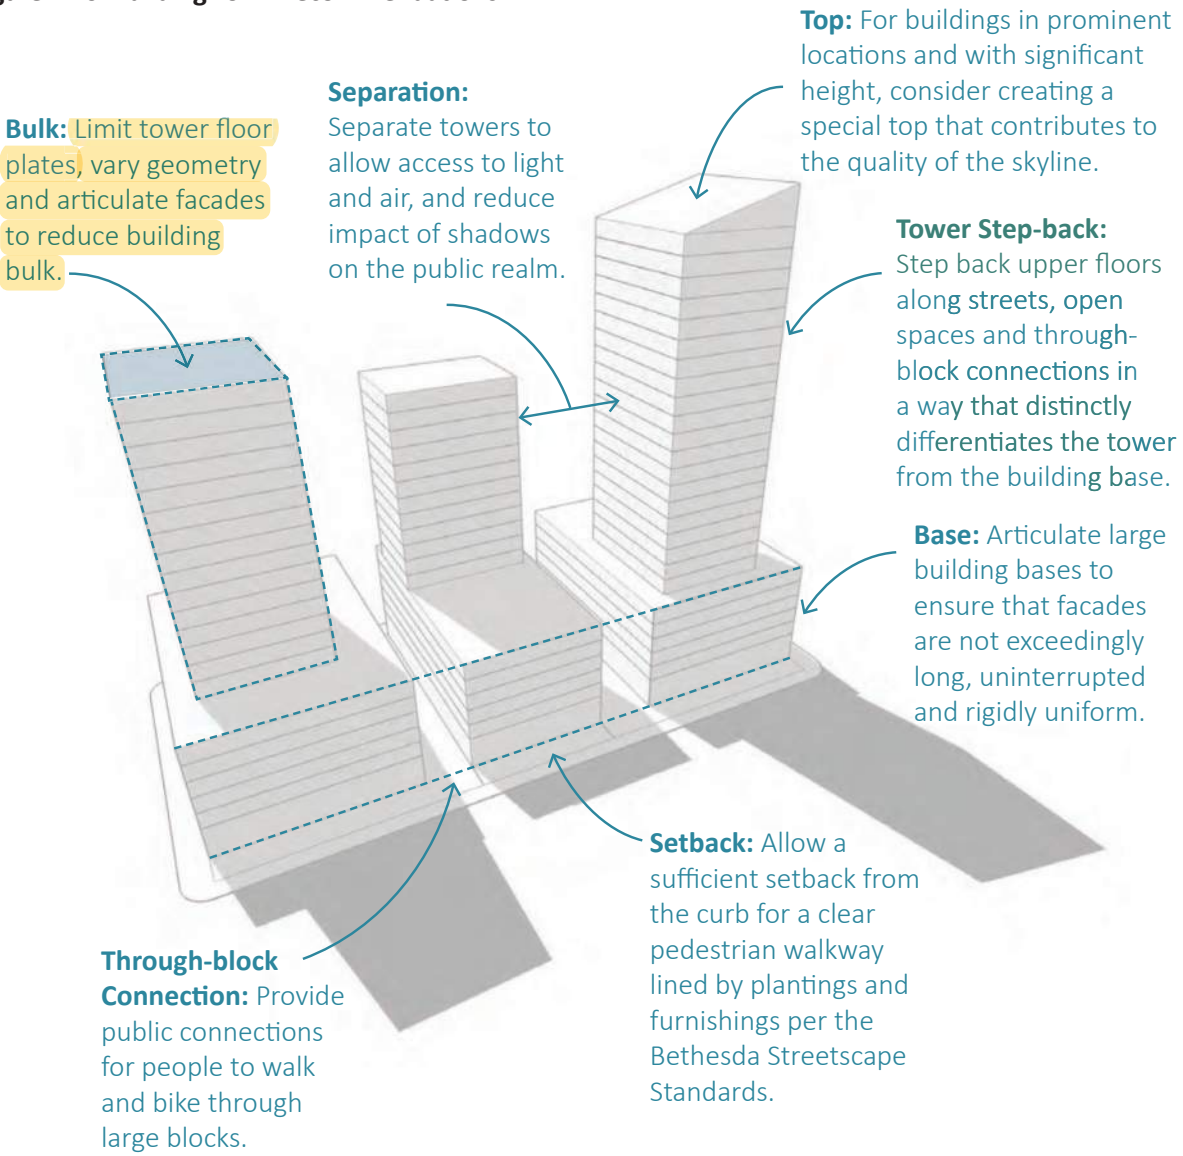 Top: For buildings in prominent
locations and with significant
height, consider creating a
special top that contributes to
the quality of the skyline.
Separation:
Separate towers to
allow access to light
and air, and reduce
impact of shadows
on the public realm.
Bulk: Limit tower floor
plates, vary geometry
and articulate facades
to reduce building
bulk.
Tower Step-back:
Step back upper floors
along streets, open
spaces and through-
block connections in
a way that distinctly
differentiates the tower
from the building base.
Base: Articulate large
building bases to
ensure that facades
are not exceedingly
long, uninterrupted
and rigidly uniform.
Setback: Allow a
sufficient setback from
the curb for a clear
pedestrian walkway
lined by plantings and
furnishings per the
Bethesda Streetscape
Standards.
Through-block
Connection: Provide
public connections
for people to walk
and bike through
large blocks.